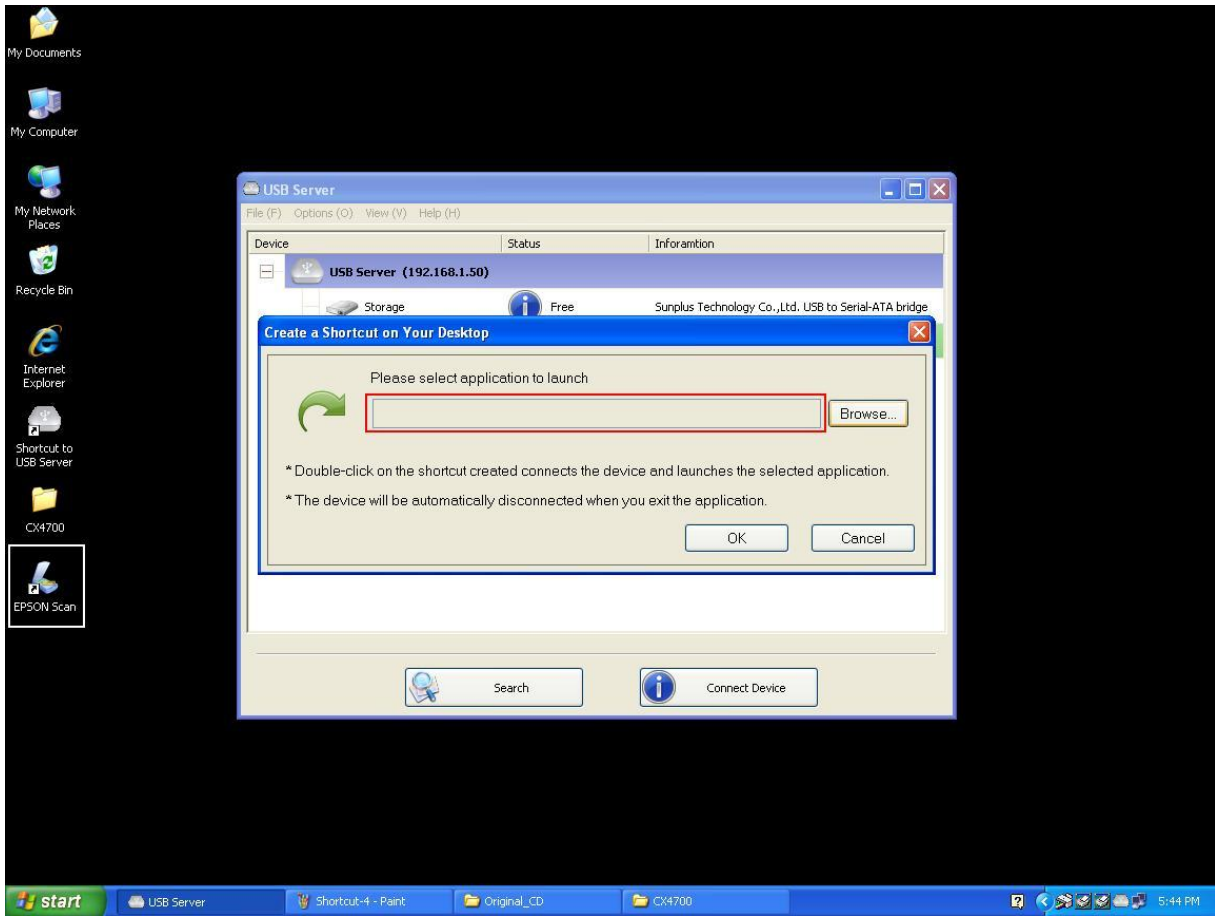 My Documents
My Computer
My Network
Places
Recycle Bin
Internet
Explorer
Shortcut to
USB Server
CX4700
EPSON Scan
USB Server
File (F) Options (O) View (V) Help (H)
Device Status Inforamtion
USB Server (192.168.1.50)
Storage Free Sunplus Technology Co.,Ltd. USB to Serial-ATA bridge
Create a Shortcut on Your Desktop
Please select application to launch
Browse...
* Double-click on the shortcut created connects the device and launches the selected application.
* The device will be automatically disconnected when you exit the application.
OK Cancel
Search Connect Device
start USB Server Shortcut-4 - Paint Original_CD CX4700 5:44 PM